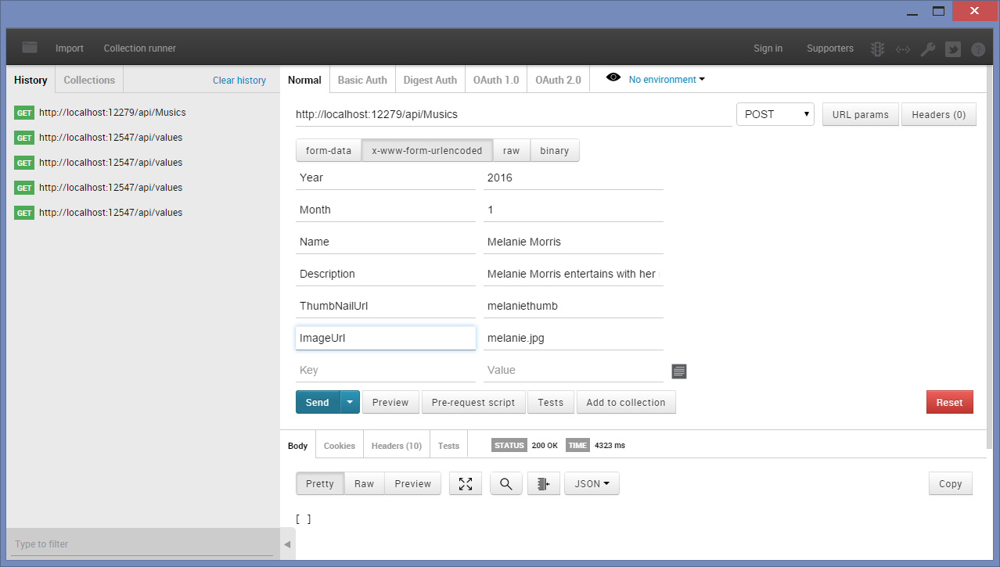 Import Collection runner Sign in Supporters
History Collections Clear history
GET http://localhost:12279/api/Musics
GET http://localhost:12547/api/values
GET http://localhost:12547/api/values
GET http://localhost:12547/api/values
GET http://localhost:12547/api/values
Type to filter
Normal Basic Auth Digest Auth OAuth 1.0 OAuth 2.0 No environment
http://localhost:12279/api/Musics POST URL params Headers (0)
form-data x-www-form-urlencoded raw binary
Year 2016
Month 1
Name Melanie Morris
Description Melanie Morris entertains with her
ThumbNailUrl melaniethumb
ImageUrl melanie.jpg
Key Value
Send Preview Pre-request script Tests Add to collection Reset
Body Cookies Headers (10) Tests STATUS 200 OK TIME 4323 ms
Pretty Raw Preview JSON Copy
[ ]